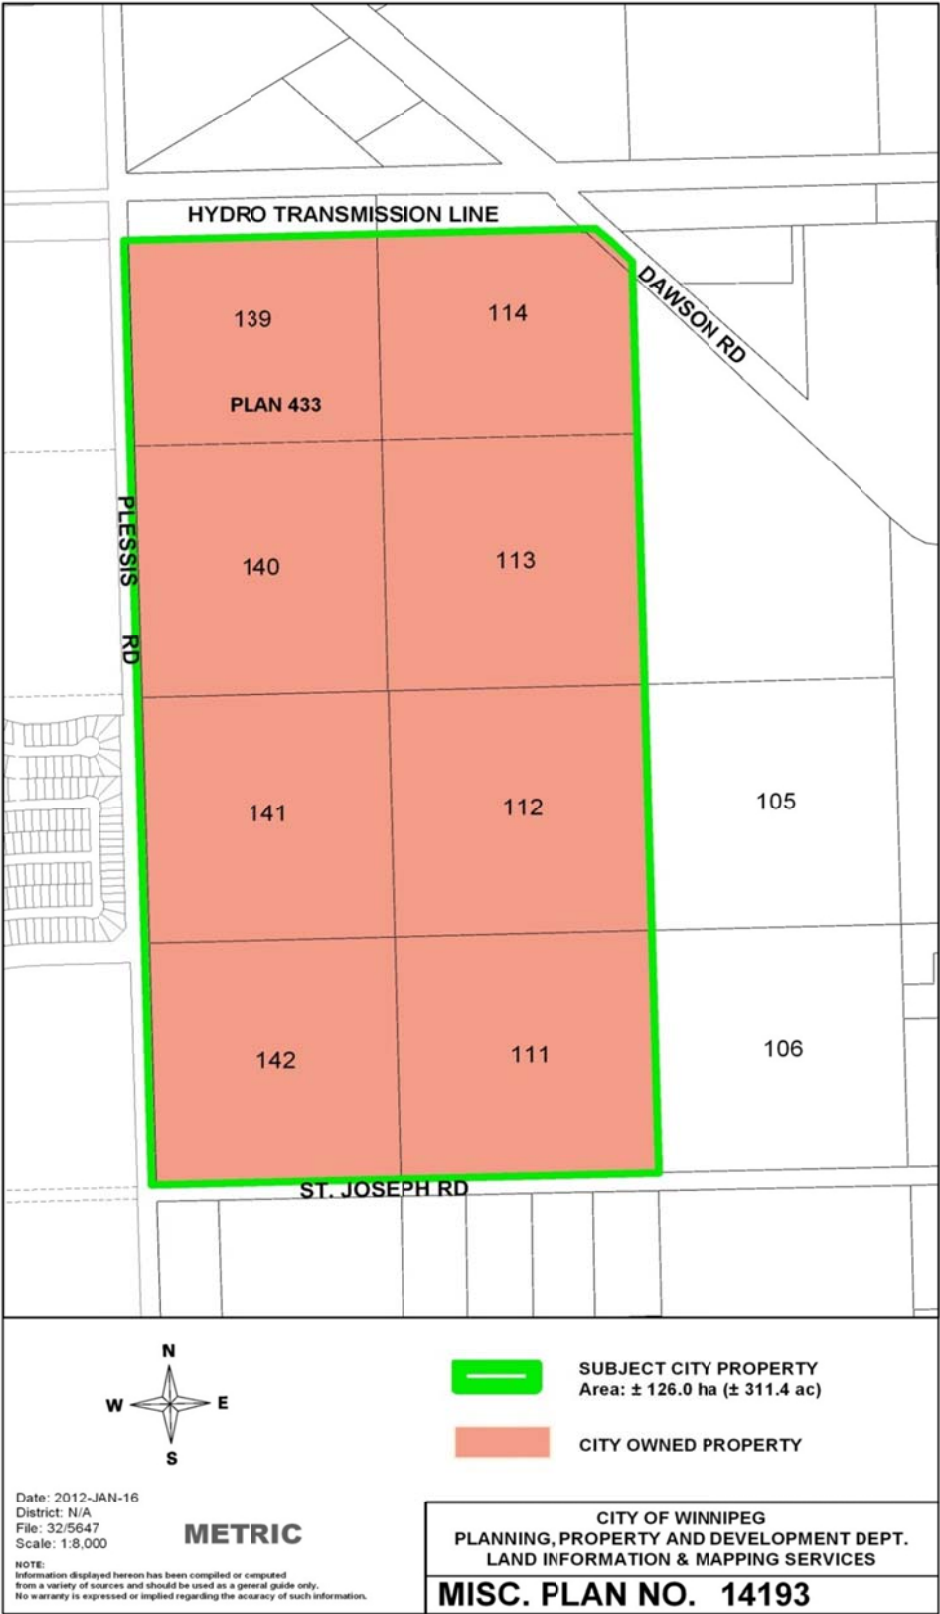 HYDRO TRANSMISSION LINE
DAWSON RD
139
114
PLAN 433
PLESSIS RD
140
113
141
112
105
142
111
106
ST. JOSEPH RD
N
W E
S
SUBJECT CITY PROPERTY
Area: ± 126.0 ha (± 311.4 ac)
CITY OWNED PROPERTY
Date: 2012-JAN-16
District: N/A
File: 32/5647
Scale: 1:8,000
METRIC
NOTE:
Information displayed hereon has been compiled or computed
from a variety of sources and should be used as a general guide only.
No warranty is expressed or implied regarding the accuracy of such information.
CITY OF WINNIPEG
PLANNING, PROPERTY AND DEVELOPMENT DEPT.
LAND INFORMATION & MAPPING SERVICES
MISC. PLAN NO. 14193